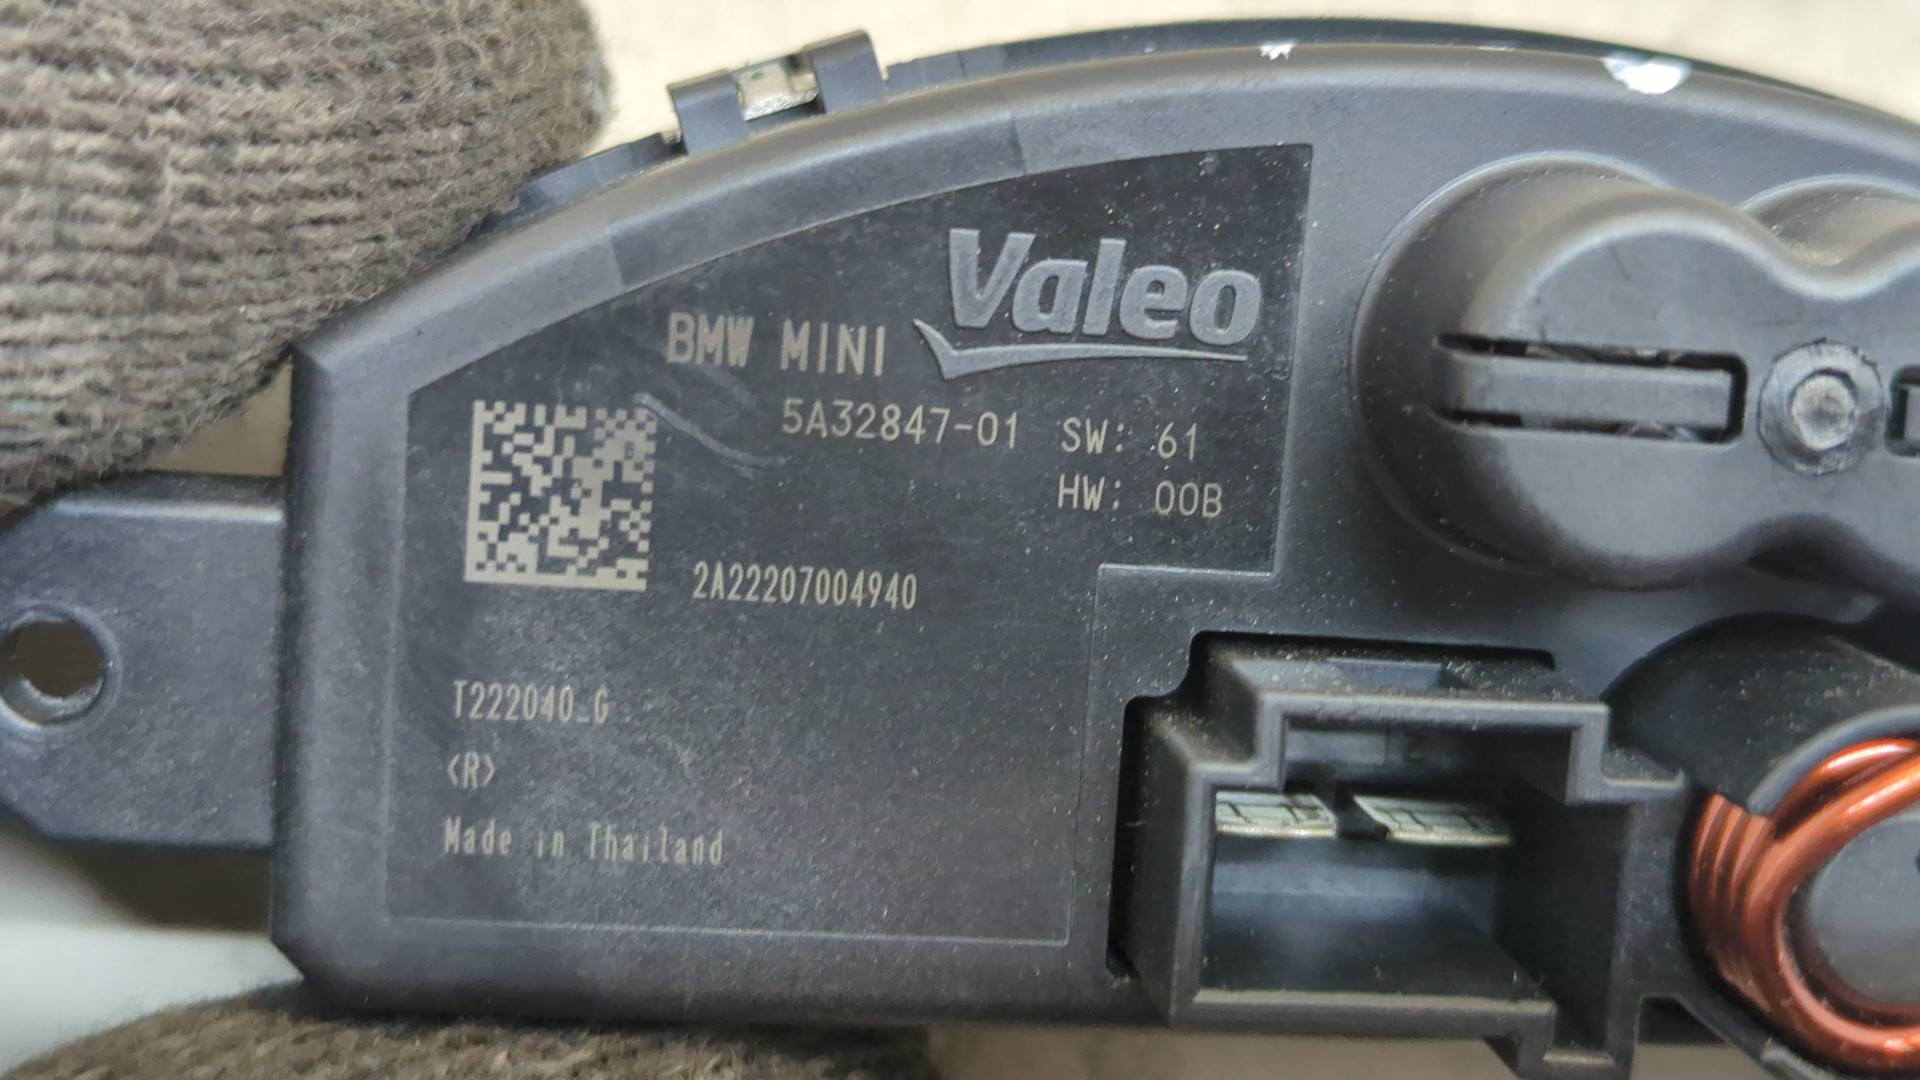 Valeo
BMW MINI
5A32847-01 SW: 61
HW: 00B
2A22207004940
T222040_G
<R>
Made in Thailand